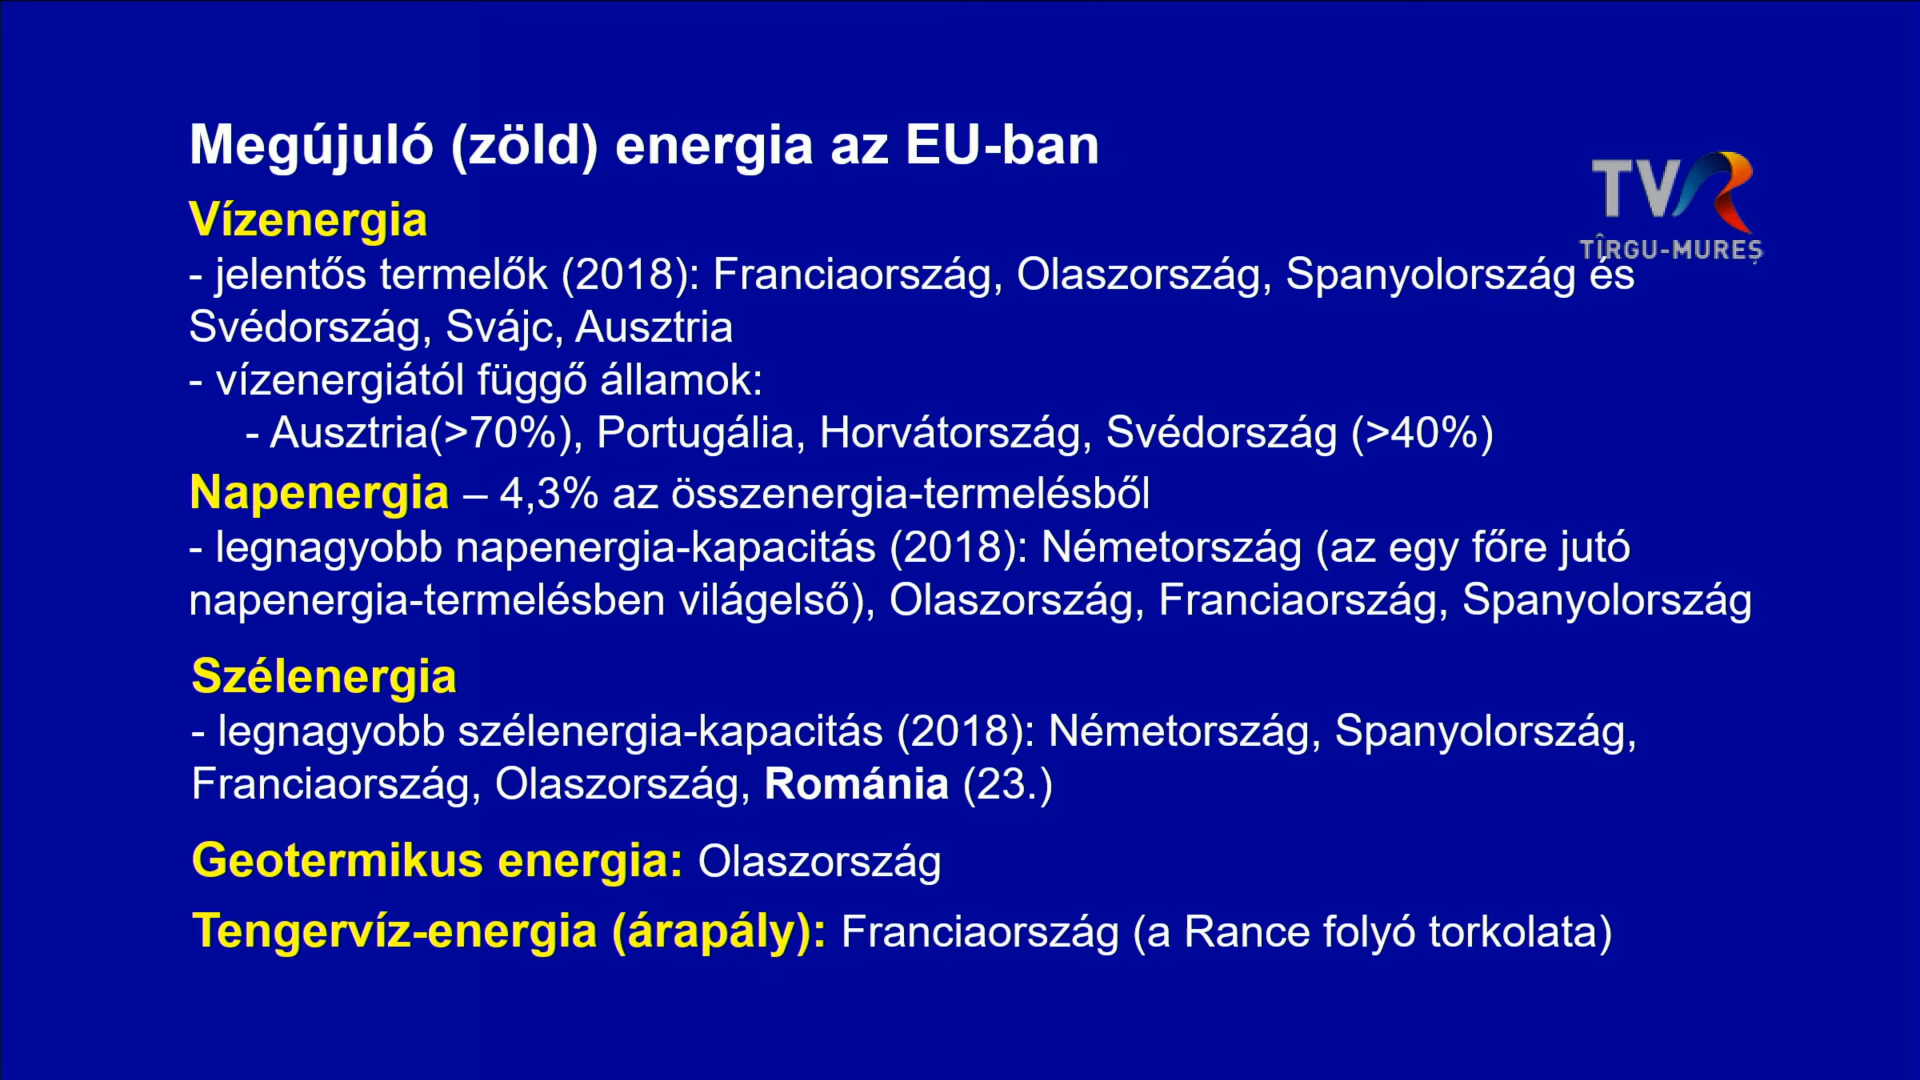 Megújuló (zöld) energia az EU-ban
TVR
TÎRGU-MUREȘ
Vízenergia
- jelentős termelők (2018): Franciaország, Olaszország, Spanyolország és
Svédország, Svájc, Ausztria
- vízenergiától függő államok:
- Ausztria(>70%), Portugália, Horvátország, Svédország (>40%)
Napenergia – 4,3% az összenergia-termelésből
- legnagyobb napenergia-kapacitás (2018): Németország (az egy főre jutó
napenergia-termelésben világelső), Olaszország, Franciaország, Spanyolország
Szélenergia
- legnagyobb szélenergia-kapacitás (2018): Németország, Spanyolország,
Franciaország, Olaszország, Románia (23.)
Geotermikus energia: Olaszország
Tengervíz-energia (árapály): Franciaország (a Rance folyó torkolata)